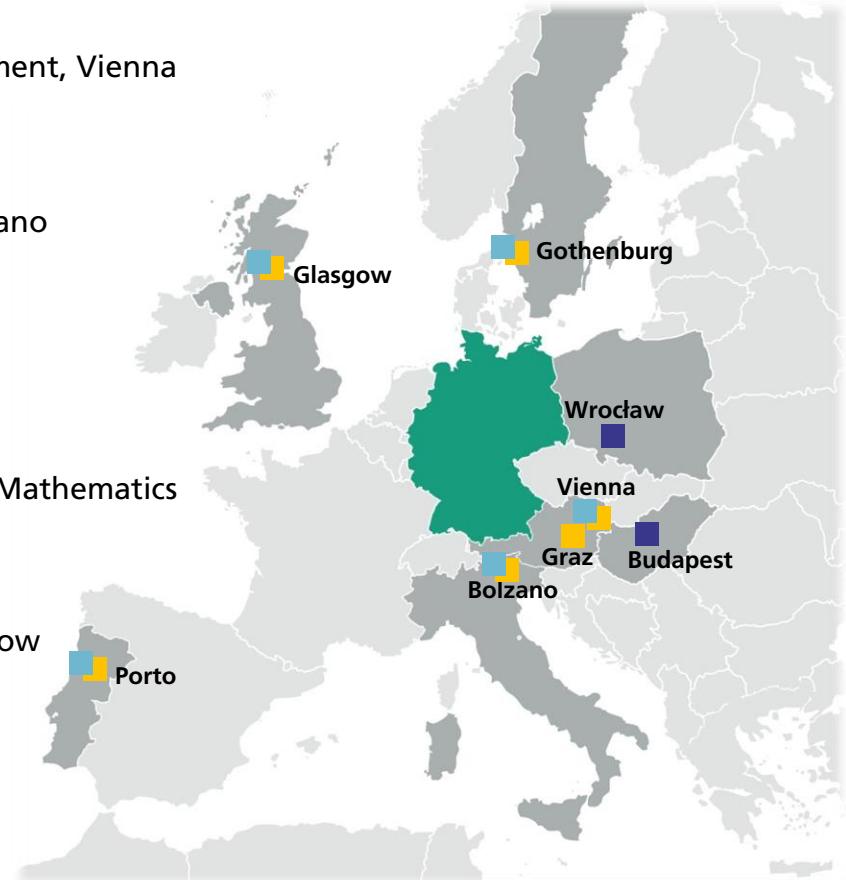 ment, Vienna
ano
Gothenburg
Glasgow
Wrocław
Mathematics
Vienna
Graz
Budapest
Bolzano
ow
Porto